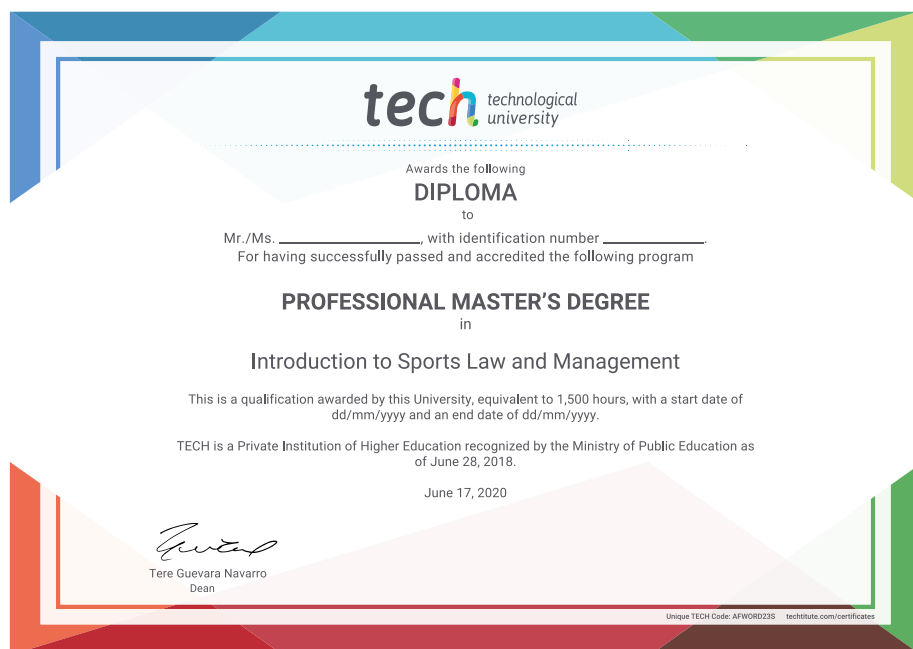 tech technological
university
Awards the following
DIPLOMA
to
Mr./Ms. ____________________, with identification number ______________.
For having successfully passed and accredited the following program
PROFESSIONAL MASTER'S DEGREE
in
Introduction to Sports Law and Management
This is a qualification awarded by this University, equivalent to 1,500 hours, with a start date of
dd/mm/yyyy and an end date of dd/mm/yyyy.
TECH is a Private Institution of Higher Education recognized by the Ministry of Public Education as
of June 28, 2018.
June 17, 2020
Tere Guevara Navarro
Dean
Unique TECH Code: AFWORD23S techtitute.com/certificates